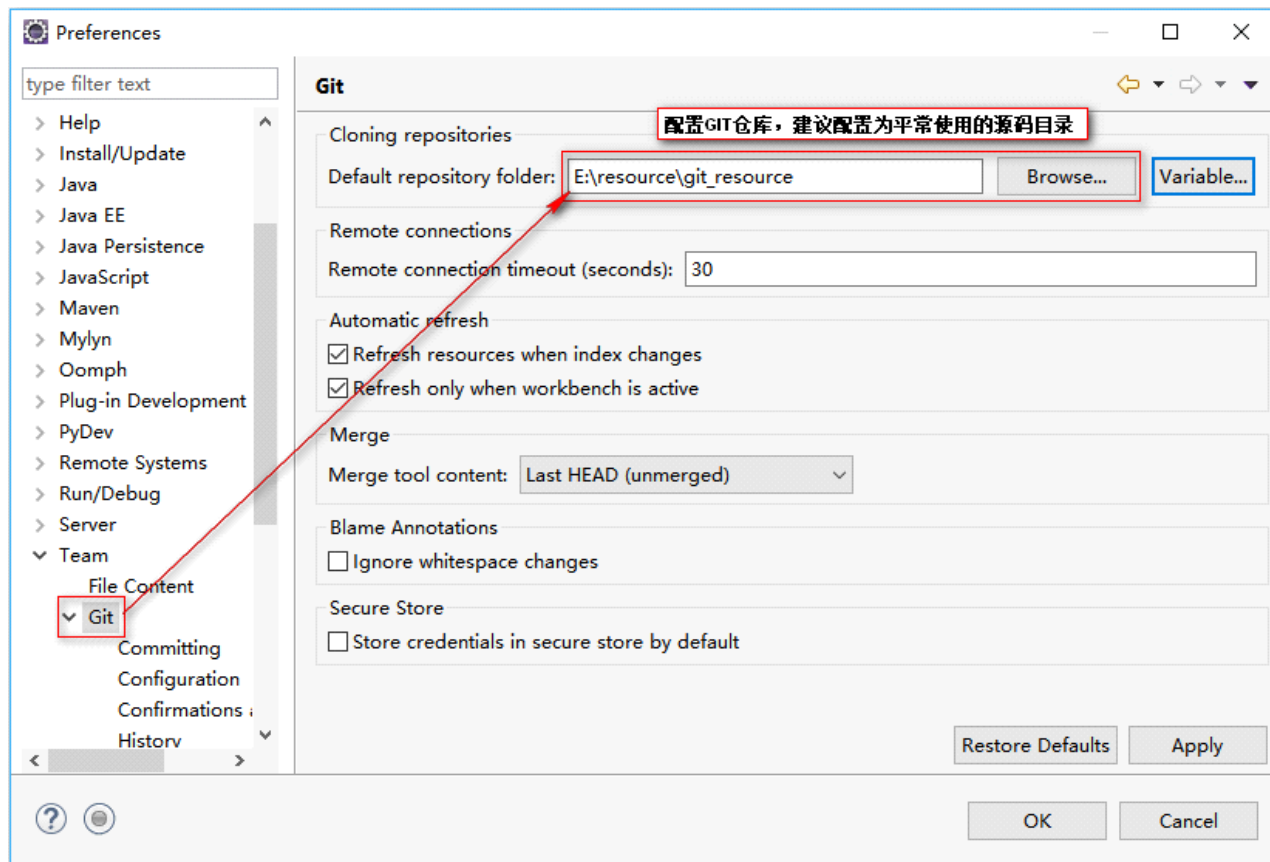 Preferences
type filter text
Help
Install/Update
Java
Java EE
Java Persistence
JavaScript
Maven
Mylyn
Oomph
Plug-in Development
PyDev
Remote Systems
Run/Debug
Server
Team
File Content
Git
Committing
Configuration
Confirmations a
History
Git
配置GIT仓库，建议配置为平常使用的源码目录
Cloning repositories
Default repository folder: E:\resource\git_resource Browse... Variable...
Remote connections
Remote connection timeout (seconds): 30
Automatic refresh
Refresh resources when index changes
Refresh only when workbench is active
Merge
Merge tool content: Last HEAD (unmerged)
Blame Annotations
Ignore whitespace changes
Secure Store
Store credentials in secure store by default
Restore Defaults Apply
OK Cancel